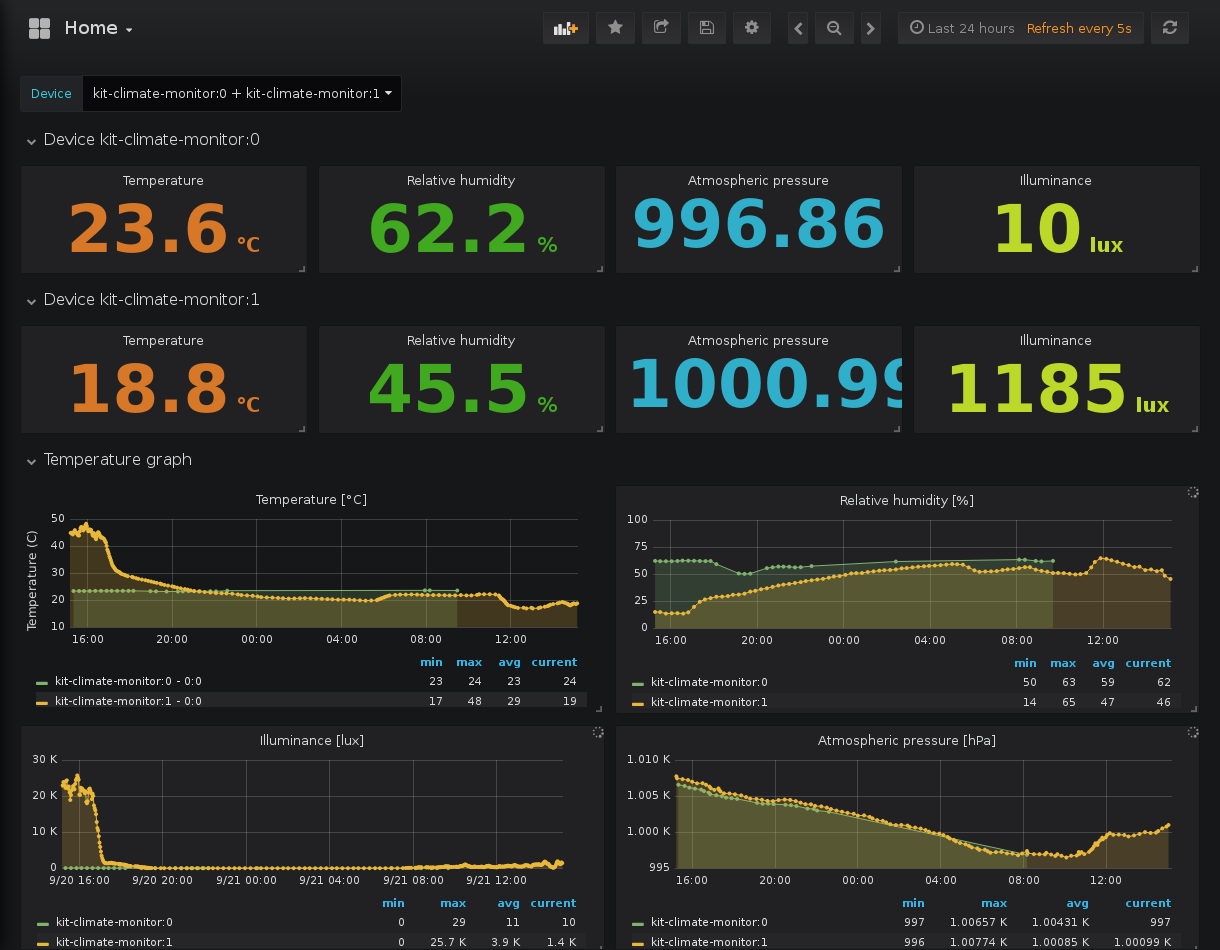 Home
Last 24 hours Refresh every 5s
Device kit-climate-monitor:0 + kit-climate-monitor:1
Device kit-climate-monitor:0
Temperature Relative humidity Atmospheric pressure Illuminance
23.6 °C 62.2 % 996.86 10 lux
Device kit-climate-monitor:1
Temperature Relative humidity Atmospheric pressure Illuminance
18.8 °C 45.5 % 1000.99 1185 lux
Temperature graph
Temperature [°C]
Temperature (C)
50
40
30
20
10
16:00 20:00 00:00 04:00 08:00 12:00
min max avg current
kit-climate-monitor:0 - 0:0 23 24 23 24
kit-climate-monitor:1 - 0:0 17 48 29 19
Relative humidity [%]
100
75
50
25
0
16:00 20:00 00:00 04:00 08:00 12:00
min max avg current
kit-climate-monitor:0 50 63 59 62
kit-climate-monitor:1 14 65 47 46
Illuminance [lux]
30 K
20 K
10 K
0
9/20 16:00 9/20 20:00 9/21 00:00 9/21 04:00 9/21 08:00 9/21 12:00
min max avg current
kit-climate-monitor:0 0 29 11 10
kit-climate-monitor:1 0 25.7 K 3.9 K 1.4 K
Atmospheric pressure [hPa]
1.010 K
1.005 K
1.000 K
995
16:00 20:00 00:00 04:00 08:00 12:00
min max avg current
kit-climate-monitor:0 997 1.00657 K 1.00431 K 997
kit-climate-monitor:1 996 1.00774 K 1.00085 K 1.00099 K